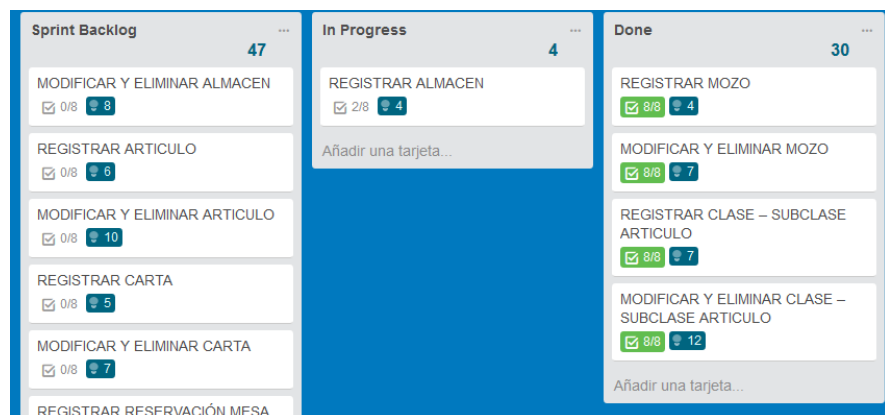 Sprint Backlog ...
47
MODIFICAR Y ELIMINAR ALMACEN
0/8 8
REGISTRAR ARTICULO
0/8 6
MODIFICAR Y ELIMINAR ARTICULO
0/8 10
REGISTRAR CARTA
0/8 5
MODIFICAR Y ELIMINAR CARTA
0/8 7
REGISTRAR RESERVACIÓN MESA
In Progress ...
4
REGISTRAR ALMACEN
2/8 4
Añadir una tarjeta...
Done ...
30
REGISTRAR MOZO
8/8 4
MODIFICAR Y ELIMINAR MOZO
8/8 7
REGISTRAR CLASE – SUBCLASE
ARTICULO
8/8 7
MODIFICAR Y ELIMINAR CLASE –
SUBCLASE ARTICULO
8/8 12
Añadir una tarjeta...